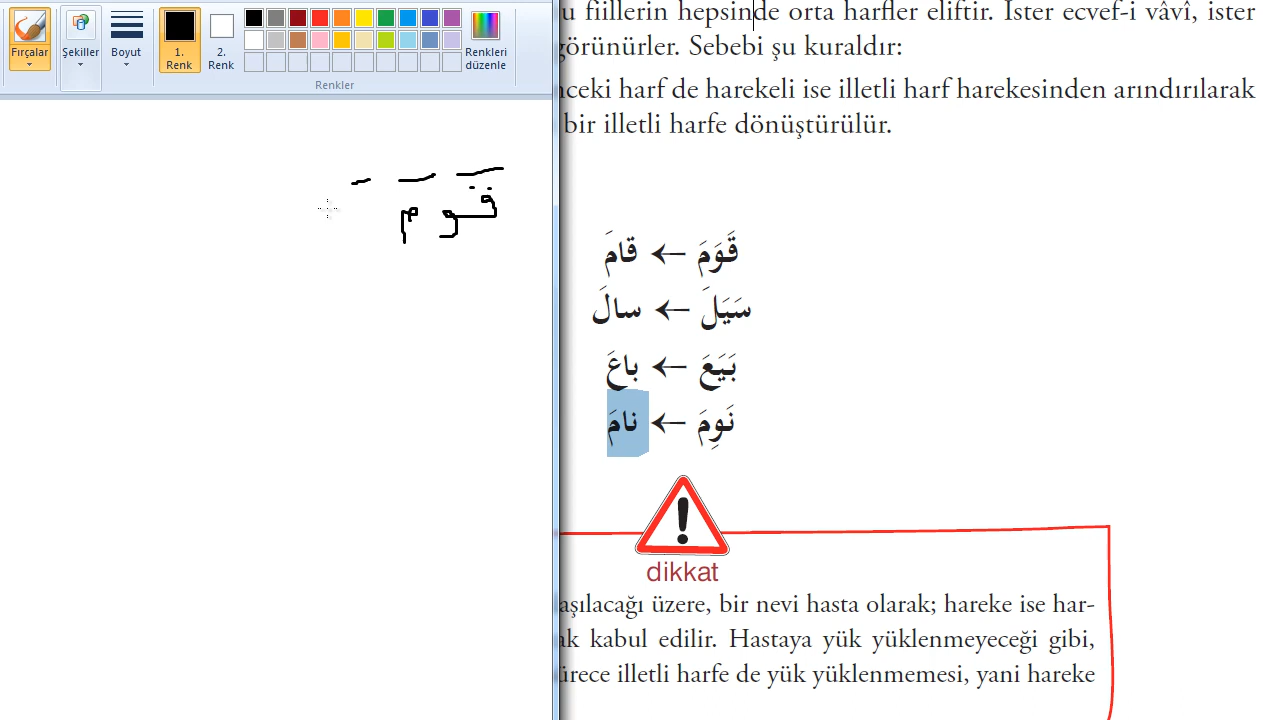 Fırçalar
Şekiller
Boyut
1.
Renk
2.
Renk
Renkleri
düzenle
Renkler
قوم
u fiillerin hepsinde orta harfler eliftir. İster ecvef-i vâvî, ister
görünürler. Sebebi şu kuraldır:
nceki harf de harekeli ise illetli harf harekesinden arındırılarak
bir illetli harfe dönüştürülür.
قَوَمَ ← قامَ
سَيَلَ ← سالَ
بَيَعَ ← باعَ
نَوِمَ ← نامَ
dikkat
aşılacağı üzere, bir nevi hasta olarak; hareke ise har-
ak kabul edilir. Hastaya yük yüklenmeyeceği gibi,
ürece illetli harfe de yük yüklenmemesi, yani hareke